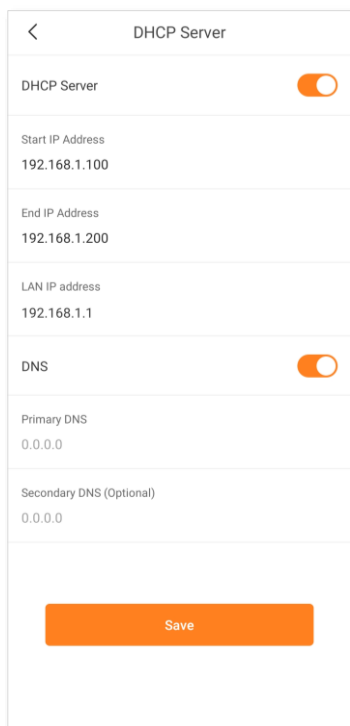 DHCP Server
DHCP Server
Start IP Address
192.168.1.100
End IP Address
192.168.1.200
LAN IP address
192.168.1.1
DNS
Primary DNS
0.0.0.0
Secondary DNS (Optional)
0.0.0.0
Save